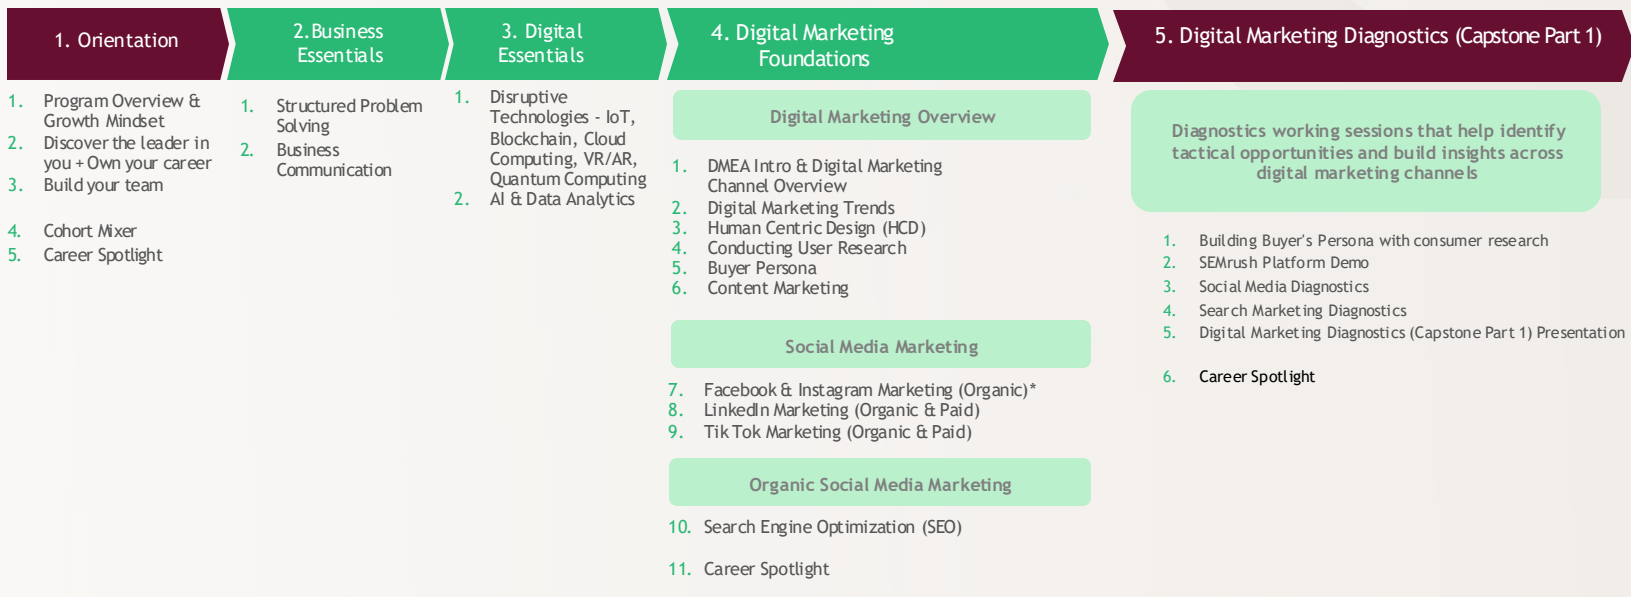 1. Orientation
1. Program Overview &
Growth Mindset
2. Discover the leader in
you + Own your career
3. Build your team
4. Cohort Mixer
5. Career Spotlight
2.Business
Essentials
1. Structured Problem
Solving
2. Business
Communication
3. Digital
Essentials
1. Disruptive
Technologies - IoT,
Blockchain, Cloud
Computing, VR/AR,
Quantum Computing
2. AI & Data Analytics
4. Digital Marketing
Foundations
Digital Marketing Overview
1. DMEA Intro & Digital Marketing
Channel Overview
2. Digital Marketing Trends
3. Human Centric Design (HCD)
4. Conducting User Research
5. Buyer Persona
6. Content Marketing
Social Media Marketing
7. Facebook & Instagram Marketing (Organic)*
8. LinkedIn Marketing (Organic & Paid)
9. Tik Tok Marketing (Organic & Paid)
Organic Social Media Marketing
10. Search Engine Optimization (SEO)
11. Career Spotlight
5. Digital Marketing Diagnostics (Capstone Part 1)
Diagnostics working sessions that help identify
tactical opportunities and build insights across
digital marketing channels
1. Building Buyer's Persona with consumer research
2. SEMrush Platform Demo
3. Social Media Diagnostics
4. Search Marketing Diagnostics
5. Digital Marketing Diagnostics (Capstone Part 1) Presentation
6. Career Spotlight